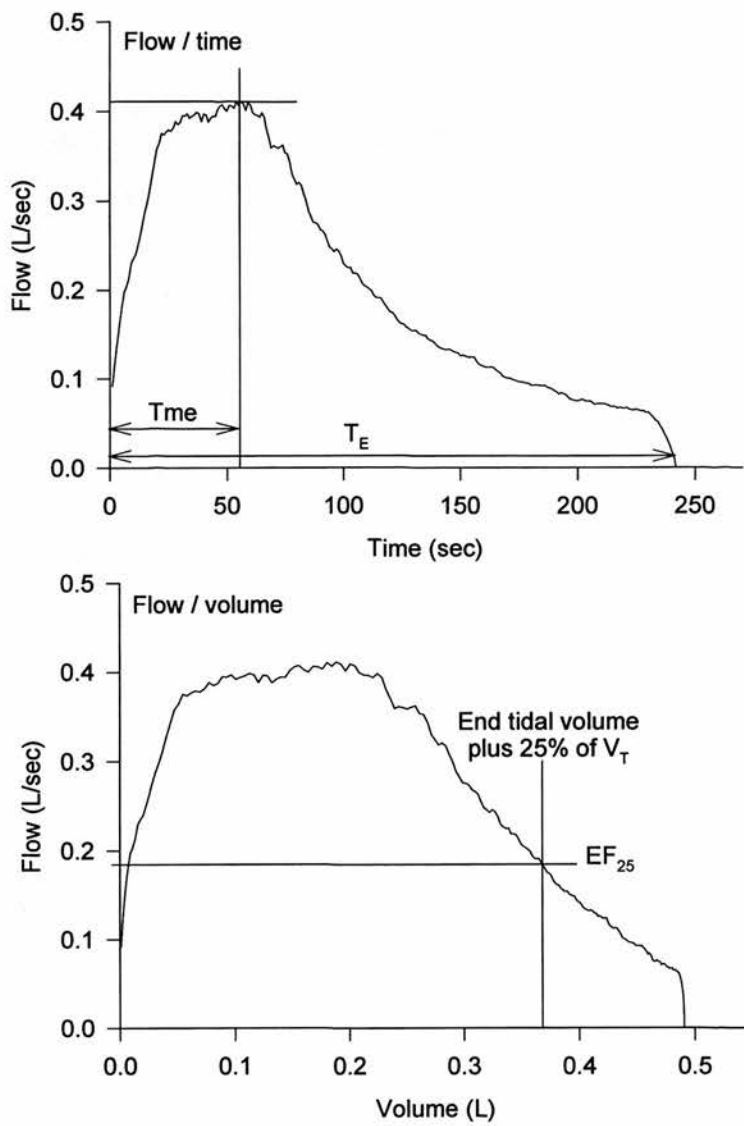 Flow / time
Flow (L/sec)
0.5
0.4
0.3
0.2
0.1
0.0
Tme
T_E
0 50 100 150 200 250
Time (sec)
Flow / volume
Flow (L/sec)
0.5
0.4
0.3
0.2
0.1
0.0
End tidal volume
plus 25% of V_T
EF_25
0.0 0.1 0.2 0.3 0.4 0.5
Volume (L)